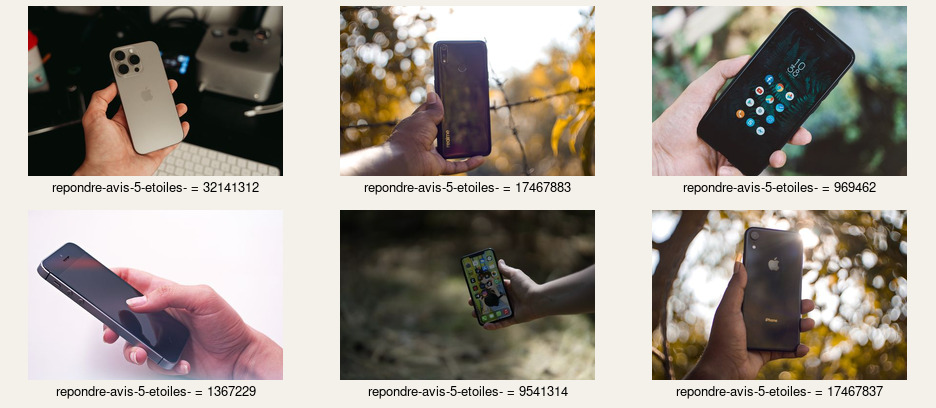 repondre-avis-5-etoiles- = 32141312
repondre-avis-5-etoiles- = 17467883
repondre-avis-5-etoiles- = 969462
repondre-avis-5-etoiles- = 1367229
repondre-avis-5-etoiles- = 9541314
iPhone
repondre-avis-5-etoiles- = 17467837